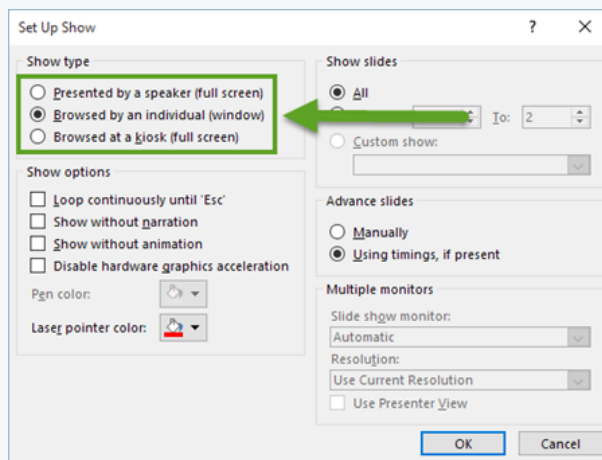 Set Up Show
Show type
Presented by a speaker (full screen)
Browsed by an individual (window)
Browsed at a kiosk (full screen)
Show options
Loop continuously until 'Esc'
Show without narration
Show without animation
Disable hardware graphics acceleration
Pen color:
Laser pointer color:
Show slides
All
To: 2
Custom show:
Advance slides
Manually
Using timings, if present
Multiple monitors
Slide show monitor:
Automatic
Resolution:
Use Current Resolution
Use Presenter View
OK Cancel